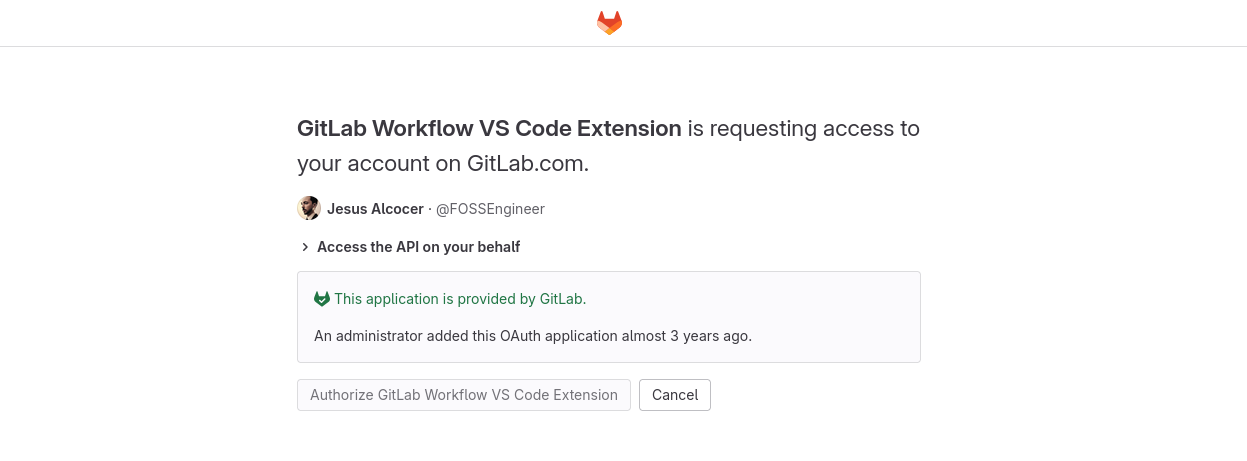 GitLab Workflow VS Code Extension is requesting access to
your account on GitLab.com.
Jesus Alcocer · @FOSSEngineer
Access the API on your behalf
This application is provided by GitLab.
An administrator added this OAuth application almost 3 years ago.
Authorize GitLab Workflow VS Code Extension Cancel